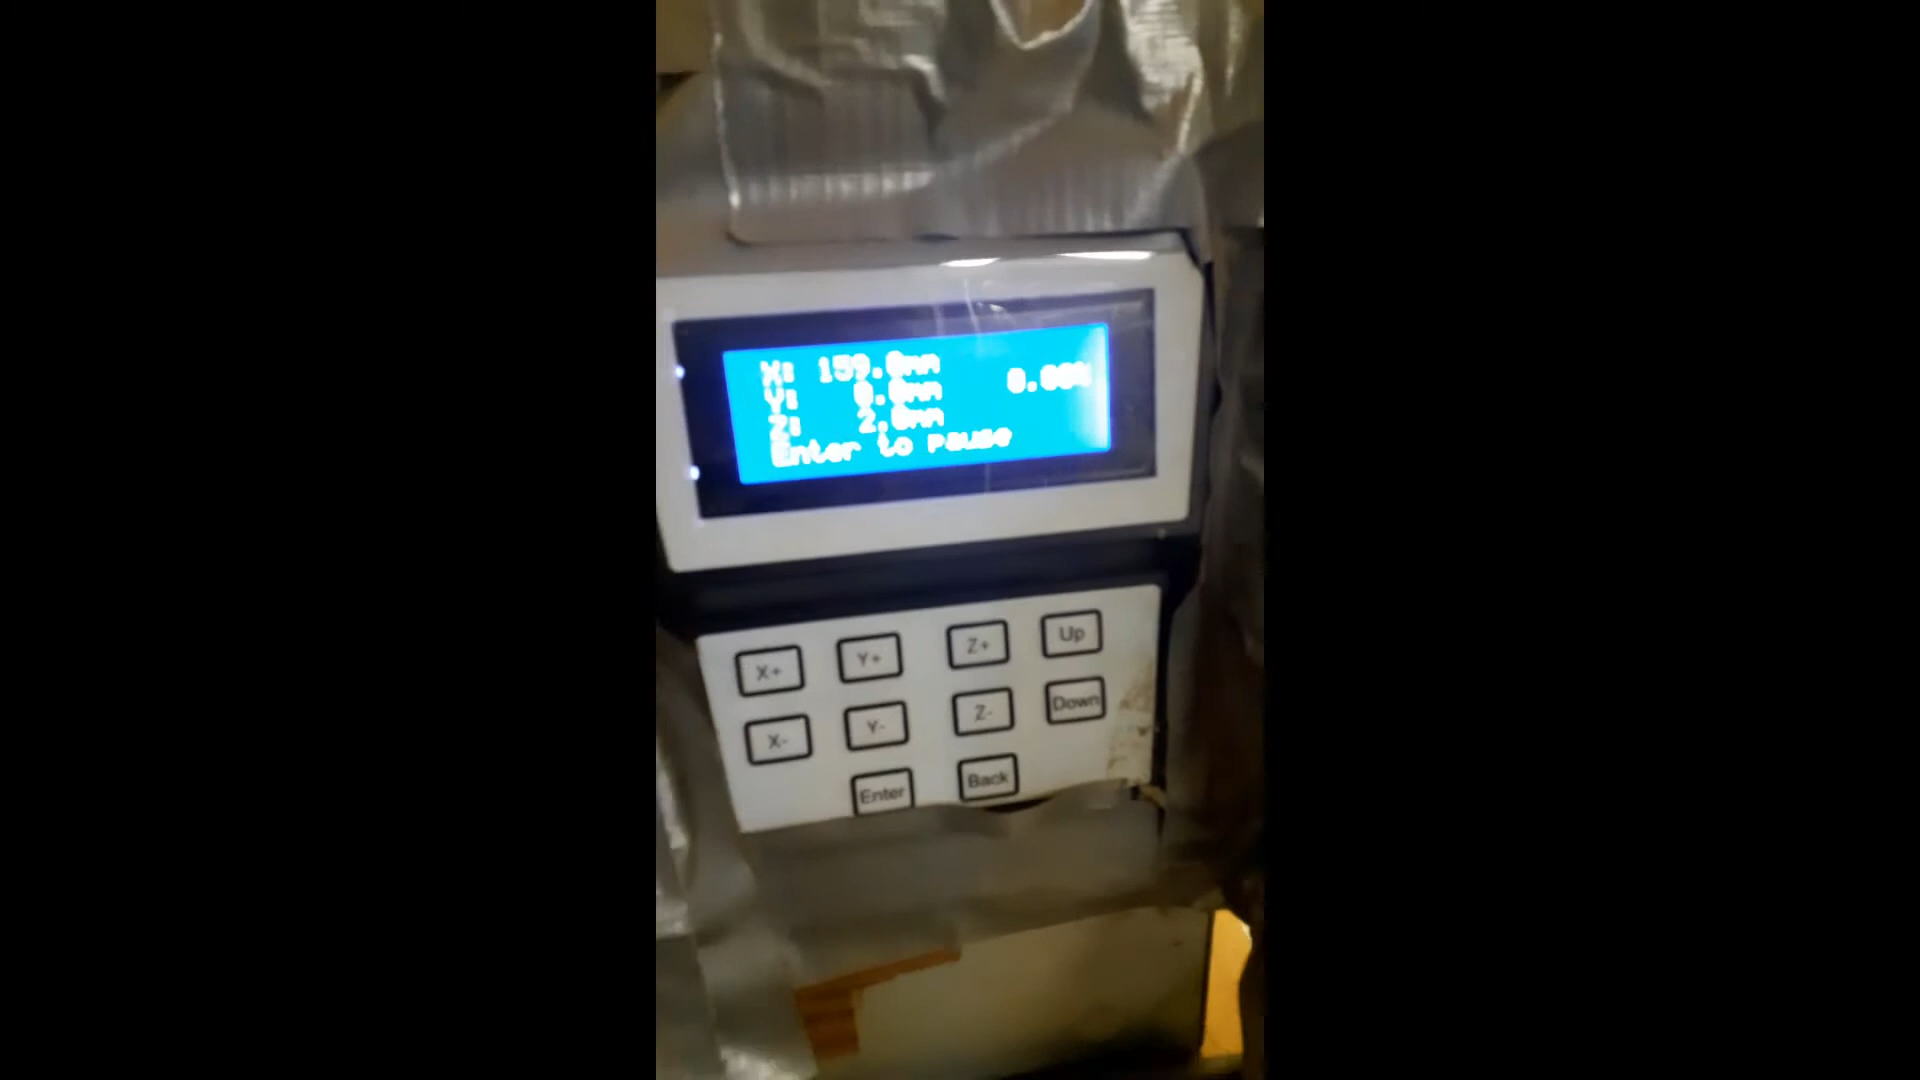 X: 159.0mm
Y: 0.0mm 0.00%
Z: 2.0mm
Enter to pause
X+ Y+ Z+ Up
X- Y- Z- Down
Enter Back